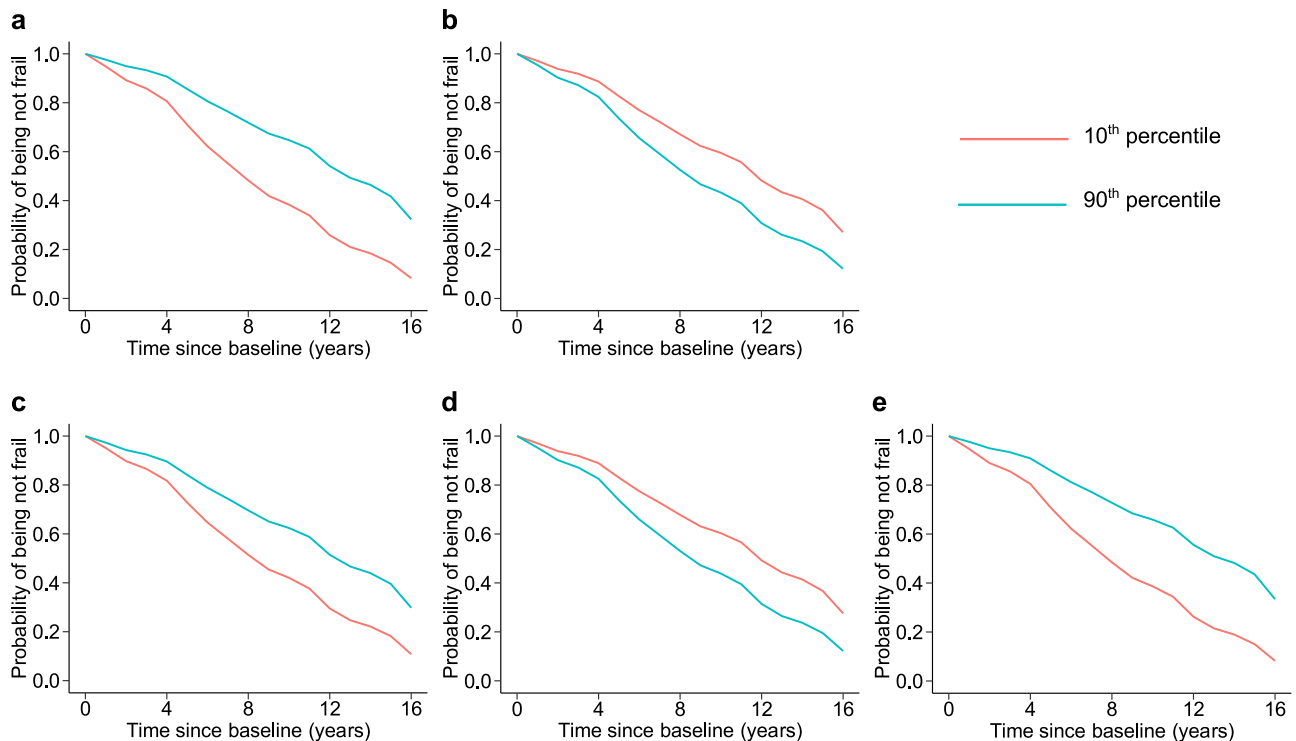 a
Probability of being not frail
1.0
0.8
0.6
0.4
0.2
0.0
0 4 8 12 16
Time since baseline (years)
b
Probability of being not frail
1.0
0.8
0.6
0.4
0.2
0.0
0 4 8 12 16
Time since baseline (years)
10th percentile
90th percentile
c
Probability of being not frail
1.0
0.8
0.6
0.4
0.2
0.0
0 4 8 12 16
Time since baseline (years)
d
Probability of being not frail
1.0
0.8
0.6
0.4
0.2
0.0
0 4 8 12 16
Time since baseline (years)
e
Probability of being not frail
1.0
0.8
0.6
0.4
0.2
0.0
0 4 8 12 16
Time since baseline (years)